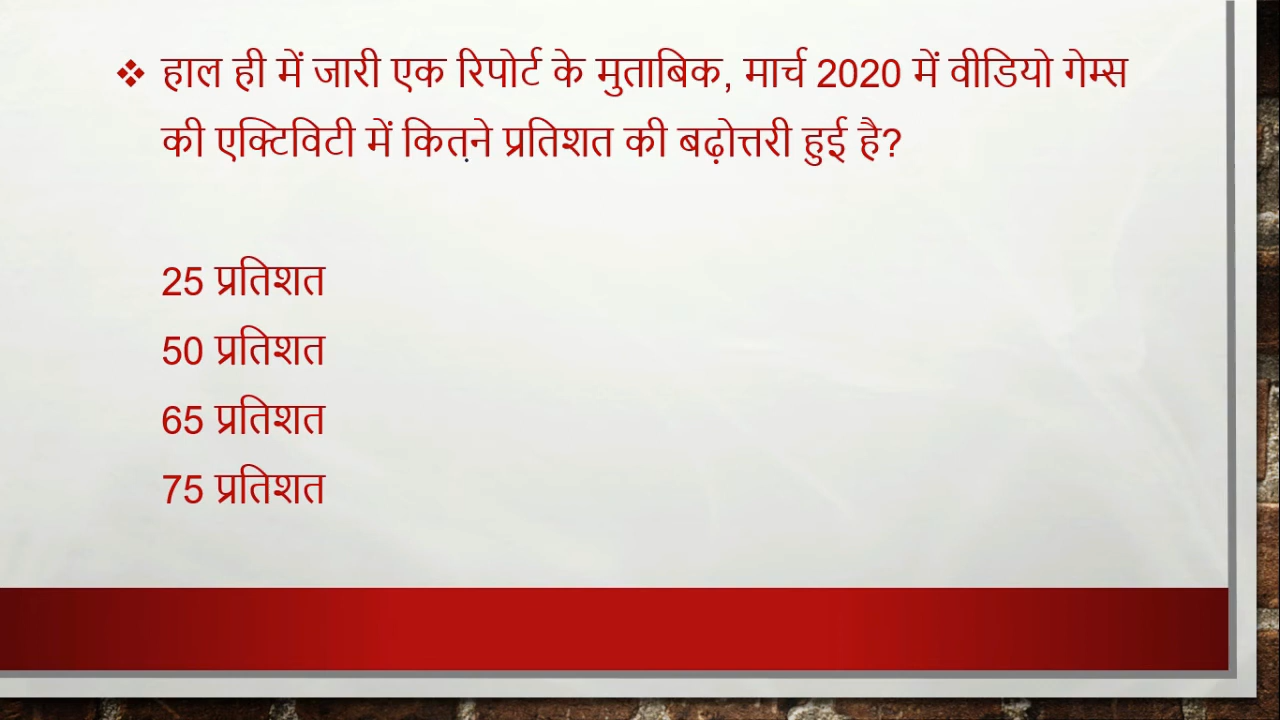 ❖ हाल ही में जारी एक रिपोर्ट के मुताबिक, मार्च 2020 में वीडियो गेम्स
की एक्टिविटी में कितने प्रतिशत की बढ़ोत्तरी हुई है?
25 प्रतिशत
50 प्रतिशत
65 प्रतिशत
75 प्रतिशत